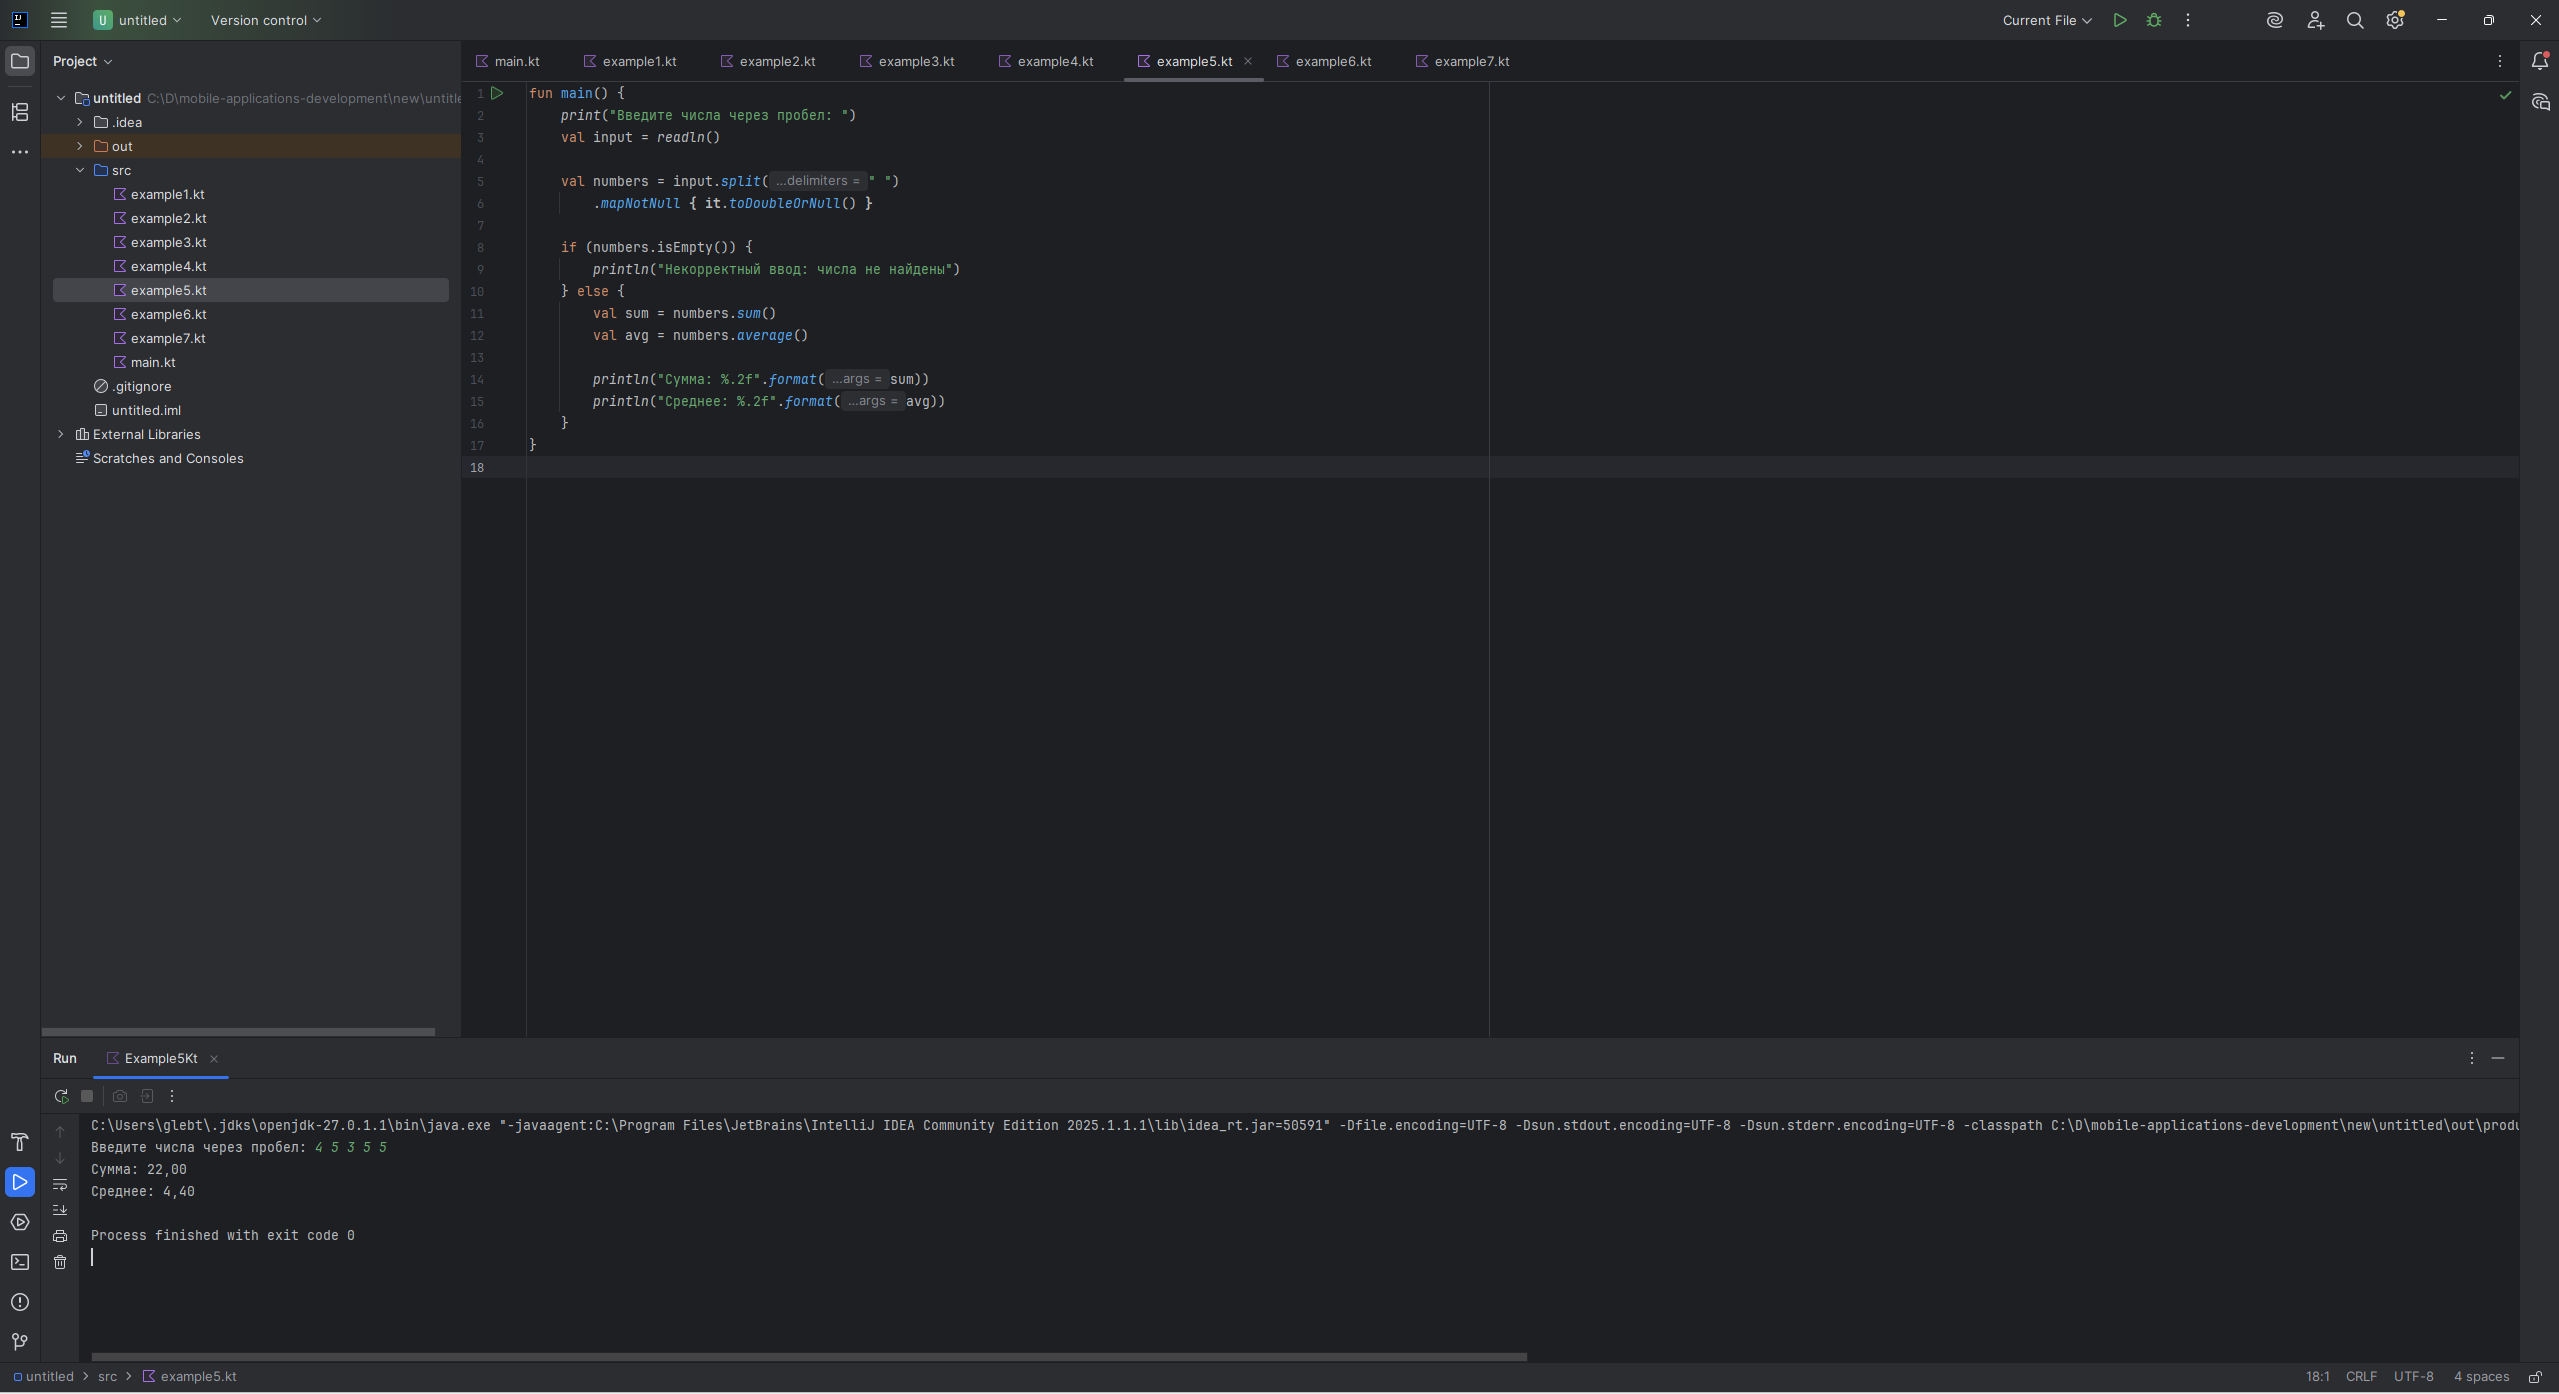 U untitled Version control Current File
Project
main.kt example1.kt example2.kt example3.kt example4.kt example5.kt example6.kt example7.kt
untitled C:\D\mobile-applications-development\new\untitle
.idea
out
src
example1.kt
example2.kt
example3.kt
example4.kt
example5.kt
example6.kt
example7.kt
main.kt
.gitignore
untitled.iml
External Libraries
Scratches and Consoles
1 fun main() {
2 print("Введите числа через пробел: ")
3 val input = readln()
4
5 val numbers = input.split( ...delimiters = " ")
6 .mapNotNull { it.toDoubleOrNull() }
7
8 if (numbers.isEmpty()) {
9 println("Некорректный ввод: числа не найдены")
10 } else {
11 val sum = numbers.sum()
12 val avg = numbers.average()
13
14 println("Сумма: %.2f".format( ...args = sum))
15 println("Среднее: %.2f".format( ...args = avg))
16 }
17 }
18
Run Example5Kt
C:\Users\glebt\.jdks\openjdk-27.0.1.1\bin\java.exe "-javaagent:C:\Program Files\JetBrains\IntelliJ IDEA Community Edition 2025.1.1.1\lib\idea_rt.jar=50591" -Dfile.encoding=UTF-8 -Dsun.stdout.encoding=UTF-8 -Dsun.stderr.encoding=UTF-8 -classpath C:\D\mobile-applications-development\new\untitled\out\produ
Введите числа через пробел: 4 5 3 5 5
Сумма: 22,00
Среднее: 4,40
Process finished with exit code 0
untitled > src > example5.kt 18:1 CRLF UTF-8 4 spaces